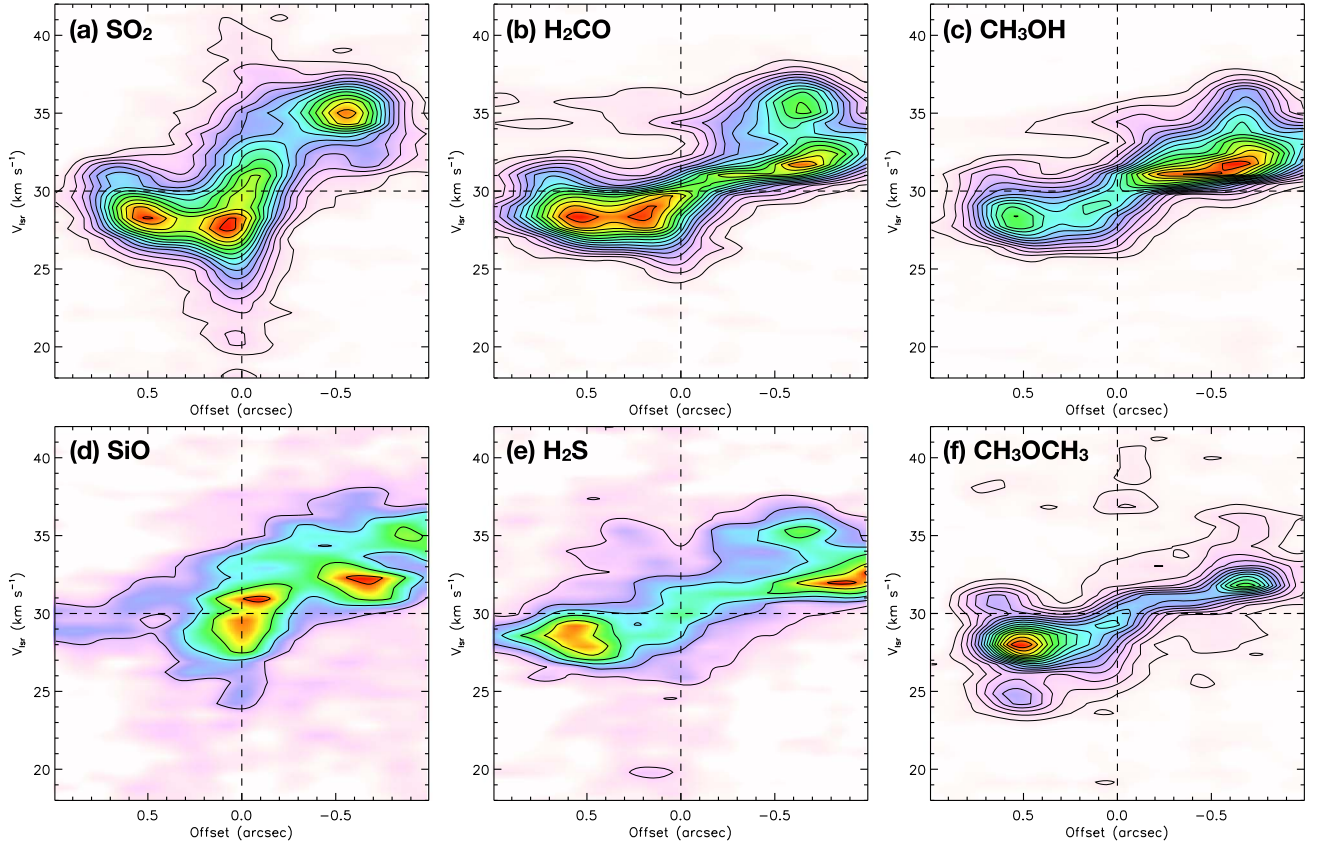 (a) SO₂
(b) H₂CO
(c) CH₃OH
40
35
30
25
20
V_lsr (km s⁻¹)
0.5
0.0
−0.5
Offset (arcsec)
40
35
30
25
20
V_lsr (km s⁻¹)
0.5
0.0
−0.5
Offset (arcsec)
40
35
30
25
20
V_lsr (km s⁻¹)
0.5
0.0
−0.5
Offset (arcsec)
(d) SiO
(e) H₂S
(f) CH₃OCH₃
40
35
30
25
20
V_lsr (km s⁻¹)
0.5
0.0
−0.5
Offset (arcsec)
40
35
30
25
20
V_lsr (km s⁻¹)
0.5
0.0
−0.5
Offset (arcsec)
40
35
30
25
20
V_lsr (km s⁻¹)
0.5
0.0
−0.5
Offset (arcsec)